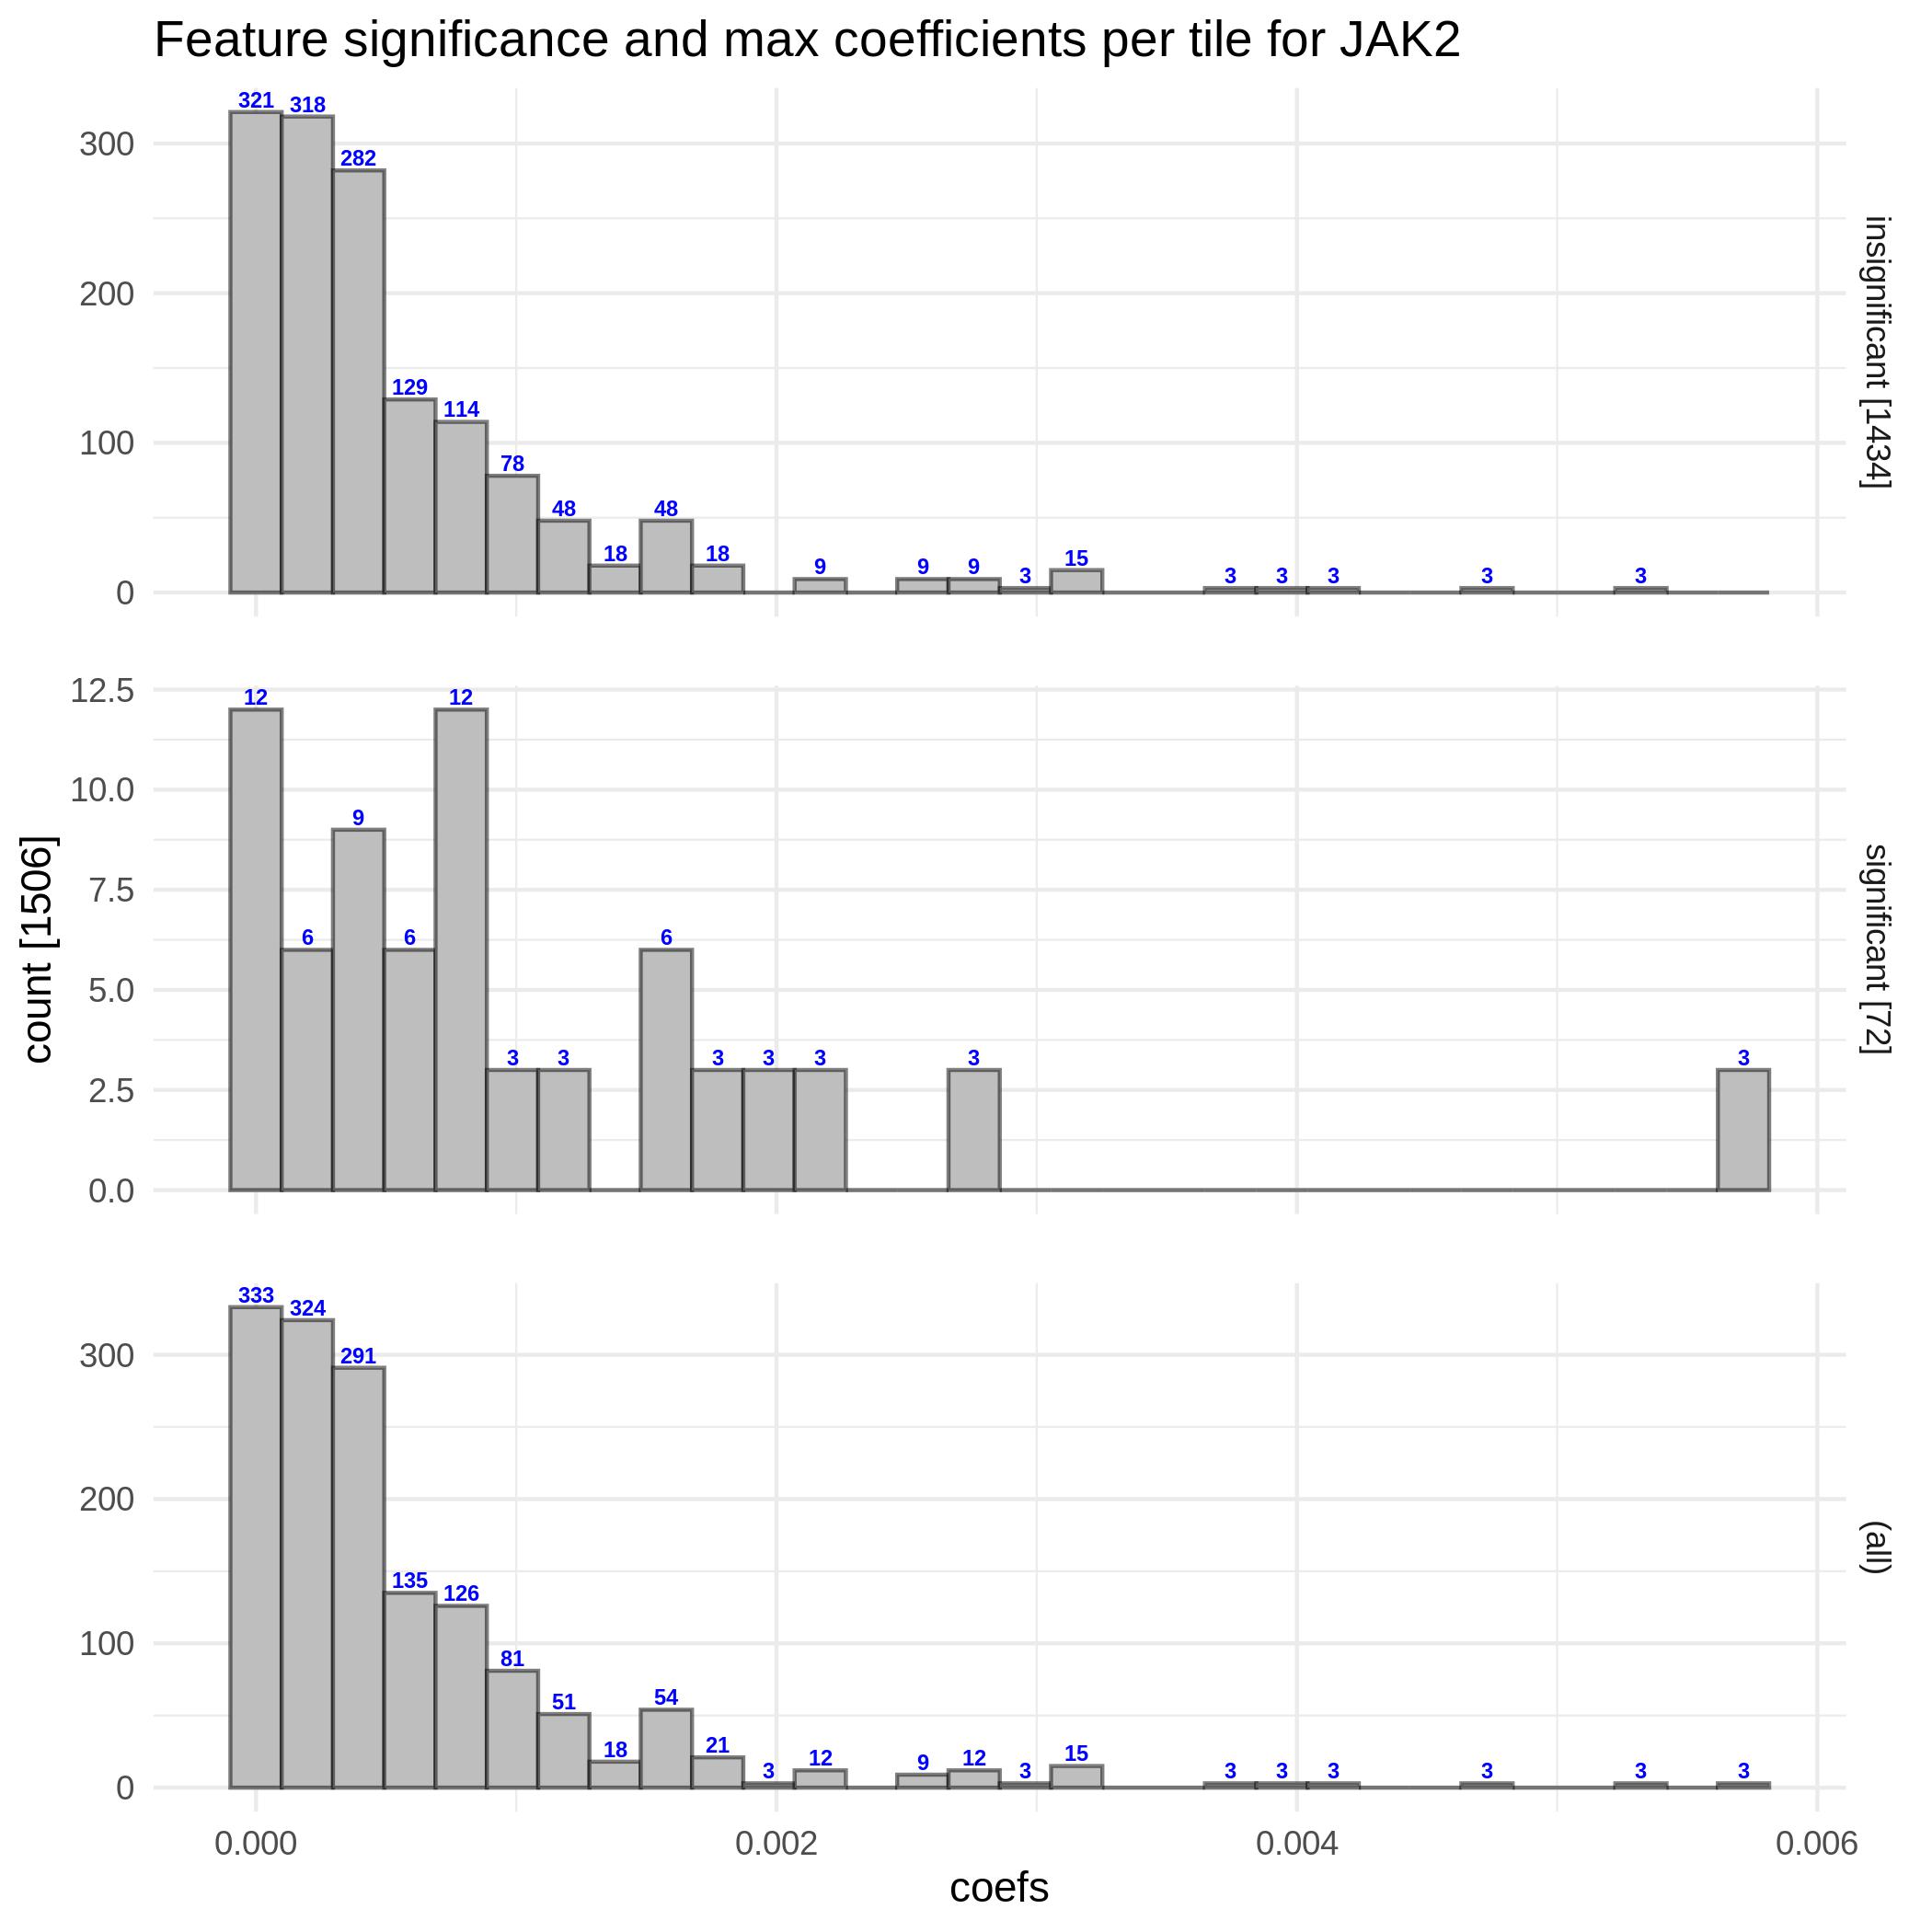 Feature significance and max coefficients per tile for JAK2
321 318 282 129 114 78 48 18 48 18 9 9 9 3 15 3 3 3 3 3
300
200
100
0
insignificant [1434]
count [1506]
12 6 9 6 12 3 3 6 3 3 3 3 3
12.5
10.0
7.5
5.0
2.5
0.0
significant [72]
333 324 291 135 126 81 51 18 54 21 3 12 9 12 3 15 3 3 3 3 3 3
300
200
100
0
(all)
0.000 0.002 0.004 0.006
coefs